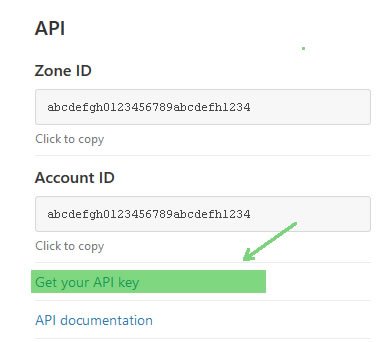 API
Zone ID
abcdefgh0123456789abcdefh1234
Click to copy
Account ID
abcdefgh0123456789abcdefh1234
Click to copy
Get your API key
API documentation